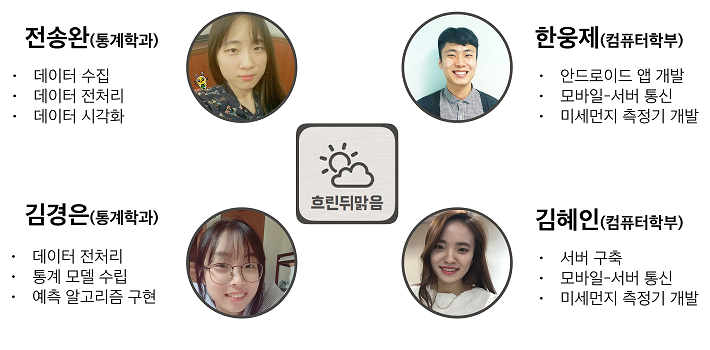 전송완(통계학과)
· 데이터 수집
· 데이터 전처리
· 데이터 시각화
한웅제(컴퓨터학부)
· 안드로이드 앱 개발
· 모바일-서버 통신
· 미세먼지 측정기 개발
흐린뒤맑음
김경은(통계학과)
· 데이터 전처리
· 통계 모델 수립
· 예측 알고리즘 구현
김혜인(컴퓨터학부)
· 서버 구축
· 모바일-서버 통신
· 미세먼지 측정기 개발